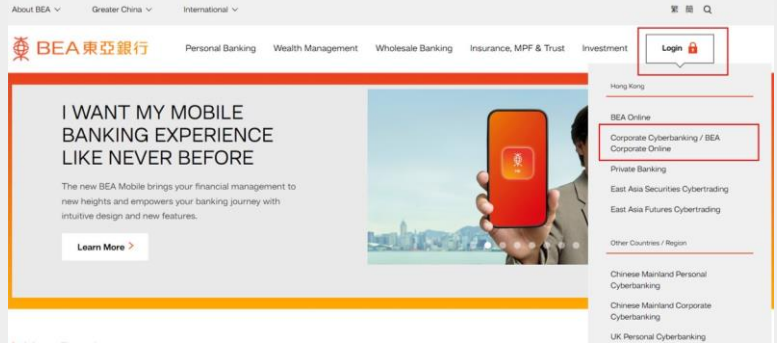 About BEA
Greater China
International
繁 簡
BEA東亞銀行
Personal Banking
Wealth Management
Wholesale Banking
Insurance, MPF & Trust
Investment
Login
I WANT MY MOBILE
BANKING EXPERIENCE
LIKE NEVER BEFORE
The new BEA Mobile brings your financial management to
new heights and empowers your banking journey with
intuitive design and new features.
Learn More >
Hong Kong
BEA Online
Corporate Cyberbanking / BEA
Corporate Online
Private Banking
East Asia Securities Cybertrading
East Asia Futures Cybertrading
Other Countries / Region
Chinese Mainland Personal
Cyberbanking
Chinese Mainland Corporate
Cyberbanking
UK Personal Cyberbanking